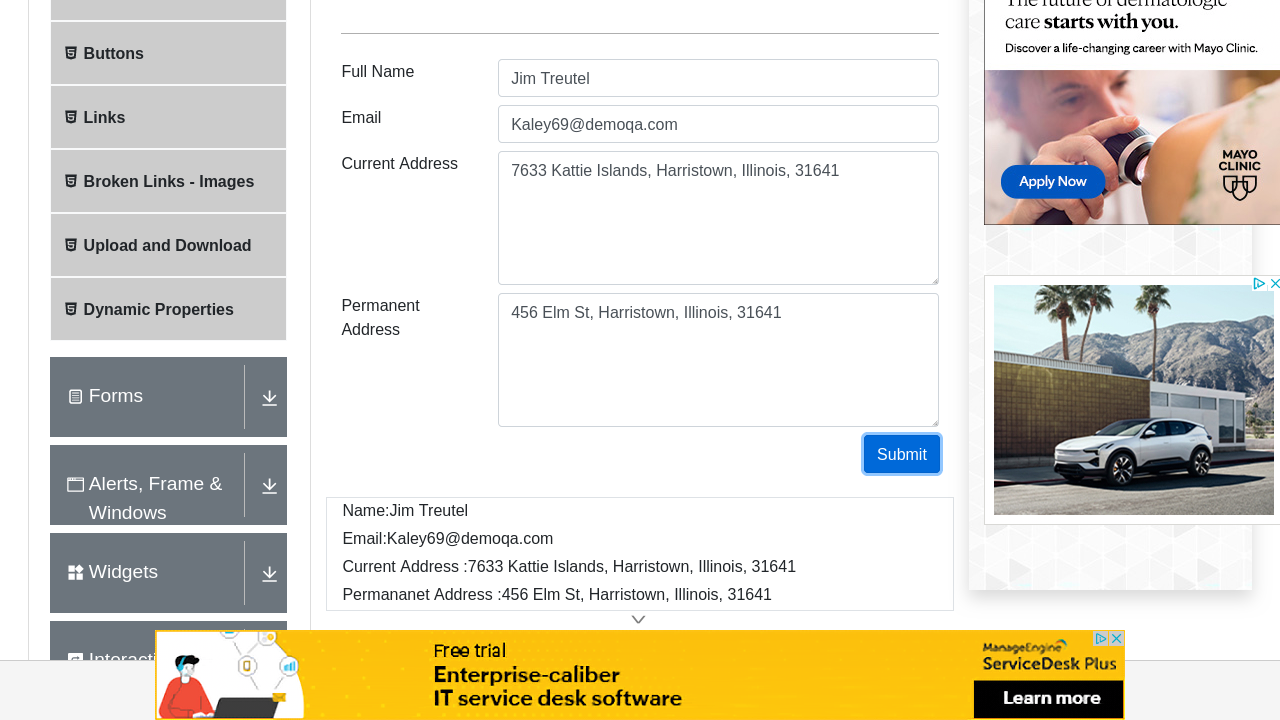 The future of dermatologic
care starts with you.
Discover a life-changing career with Mayo Clinic.
Apply Now
MAYO
CLINIC
Buttons
Links
Broken Links - Images
Upload and Download
Dynamic Properties
Forms
Alerts, Frame &
Windows
Widgets
Full Name
Jim Treutel
Email
Kaley69@demoqa.com
Current Address
7633 Kattie Islands, Harristown, Illinois, 31641
Permanent
Address
456 Elm St, Harristown, Illinois, 31641
Submit
Name:Jim Treutel
Email:Kaley69@demoqa.com
Current Address :7633 Kattie Islands, Harristown, Illinois, 31641
Permananet Address :456 Elm St, Harristown, Illinois, 31641
Free trial
Enterprise-caliber
IT service desk software
ManageEngine
ServiceDesk Plus
Learn more